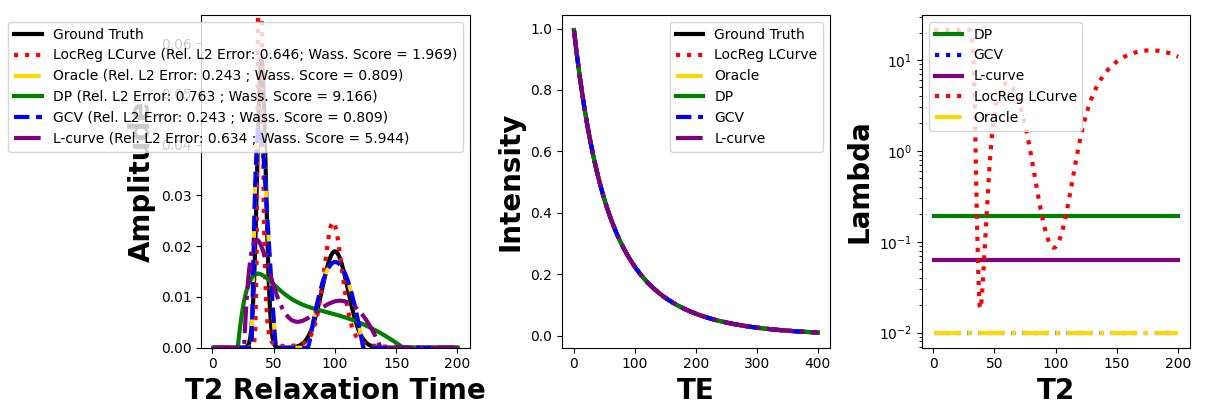 Ground Truth
LocReg LCurve (Rel. L2 Error: 0.646; Wass. Score = 1.969)
Oracle (Rel. L2 Error: 0.243 ; Wass. Score = 0.809)
DP (Rel. L2 Error: 0.763 ; Wass. Score = 9.166)
GCV (Rel. L2 Error: 0.243 ; Wass. Score = 0.809)
L-curve (Rel. L2 Error: 0.634 ; Wass. Score = 5.944)
Amplitude
0.06
0.05
0.04
0.03
0.02
0.01
0.00
0 50 100 150 200
T2 Relaxation Time
Ground Truth
LocReg LCurve
Oracle
DP
GCV
L-curve
Intensity
1.0
0.8
0.6
0.4
0.2
0.0
0 100 200 300 400
TE
DP
GCV
L-curve
LocReg LCurve
Oracle
Lambda
10¹
10⁰
10⁻¹
10⁻²
0 50 100 150 200
T2